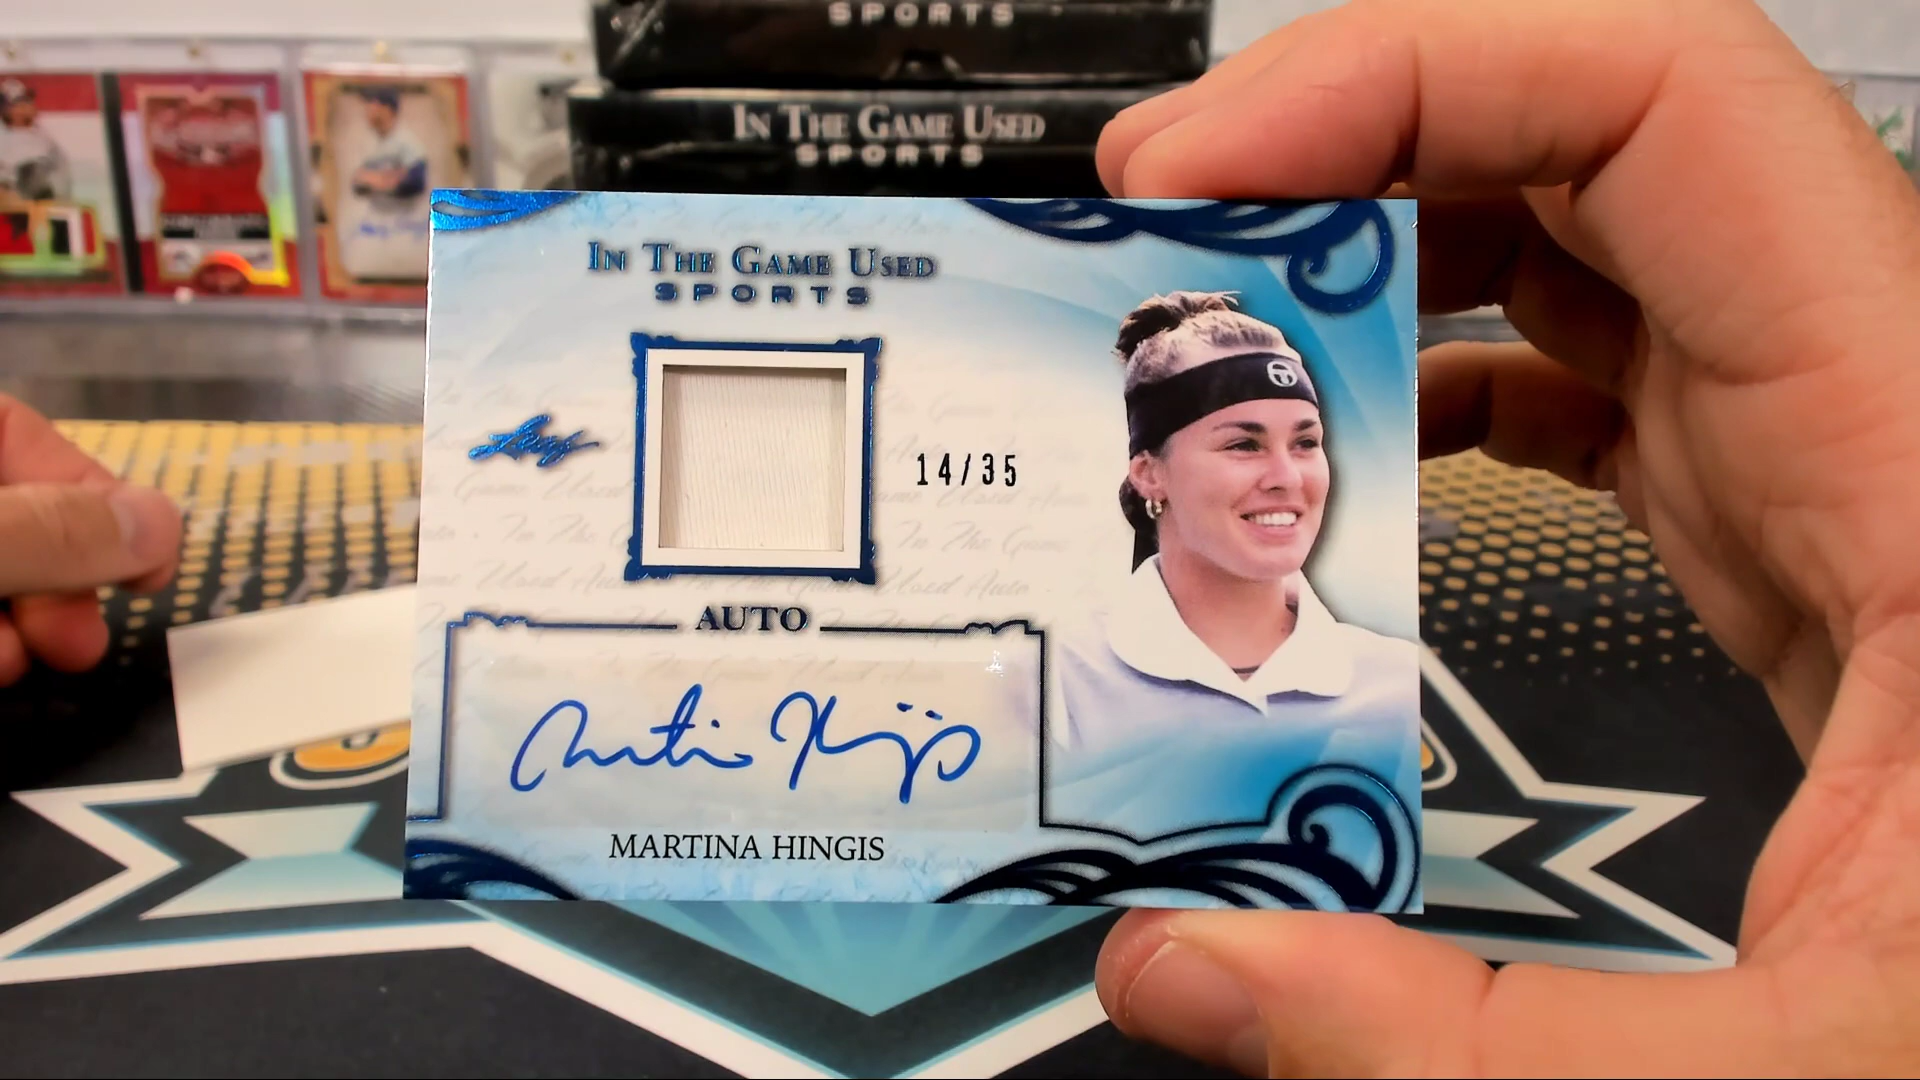 SPORTS
IN THE GAME USED
SPORTS
IN THE GAME USED
SPORTS
Leaf
14/35
AUTO
Martina Hingis
MARTINA HINGIS